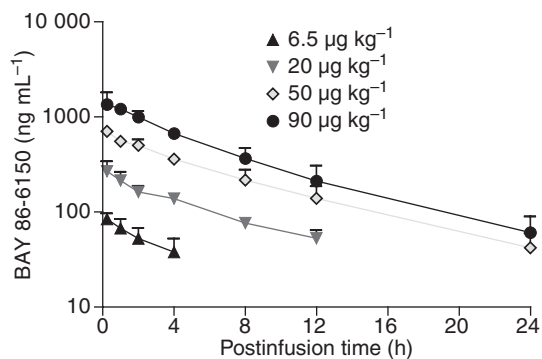 10 000
1000
100
10
BAY 86-6150 (ng mL⁻¹)
6.5 µg kg⁻¹
20 µg kg⁻¹
50 µg kg⁻¹
90 µg kg⁻¹
0 4 8 12 16 20 24
Postinfusion time (h)